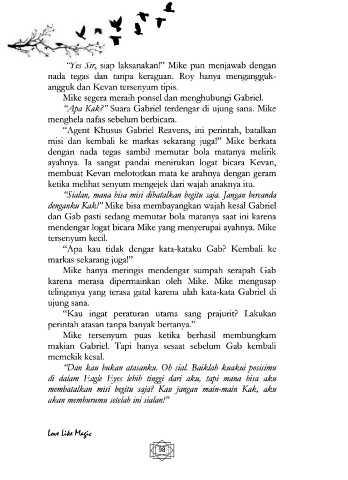 "Yes Sir, siap laksanakan!" Mike pun menjawab dengan
nada tegas dan tanpa keraguan. Roy hanya mengangguk-
angguk dan Kevan tersenyum tipis.
Mike segera meraih ponsel dan menghubungi Gabriel.
"Apa Kak?" Suara Gabriel terdengar di ujung sana. Mike
menghela nafas sebelum berbicara.
"Agent Khusus Gabriel Reavens, ini perintah, batalkan
misi dan kembali ke markas sekarang juga!" Mike berkata
dengan nada tegas sambil memutar bola matanya melirik
ayahnya. Ia sangat pandai menirukan logat bicara Kevan,
membuat Kevan melototkan mata ke arahnya dengan geram
ketika melihat senyum mengejek dari wajah anaknya itu.
"Sialan, mana bisa misi dibatalkan begitu saja. Jangan bercanda
denganku Kak!" Mike bisa membayangkan wajah kesal Gabriel
dan Gab pasti sedang memutar bola matanya saat ini karena
mendengar logat bicara Mike yang menyerupai ayahnya. Mike
tersenyum kecil.
"Apa kau tidak dengar kata-kataku Gab? Kembali ke
markas sekarang juga!"
Mike hanya meringis mendengar sumpah serapah Gab
karena merasa dipermainkan oleh Mike. Mike mengusap
telinganya yang terasa gatal karena ulah kata-kata Gabriel di
ujung sana.
"Kau ingat peraturan utama sang prajurit? Lakukan
perintah atasan tanpa banyak bertanya."
Mike tersenyum puas ketika berhasil membungkam
makian Gabriel. Tapi hanya sesaat sebelum Gab kembali
memekik kesal.
"Dan kau bukan atasanku. Oh sial. Baiklah kuakui posisimu
di dalam Eagle Eyes lebih tinggi dari aku, tapi mana bisa aku
membatalkan misi begitu saja? Kau jangan main-main Kak, aku
akan memburumu setelah ini sialan!"
Love Like Magic
98